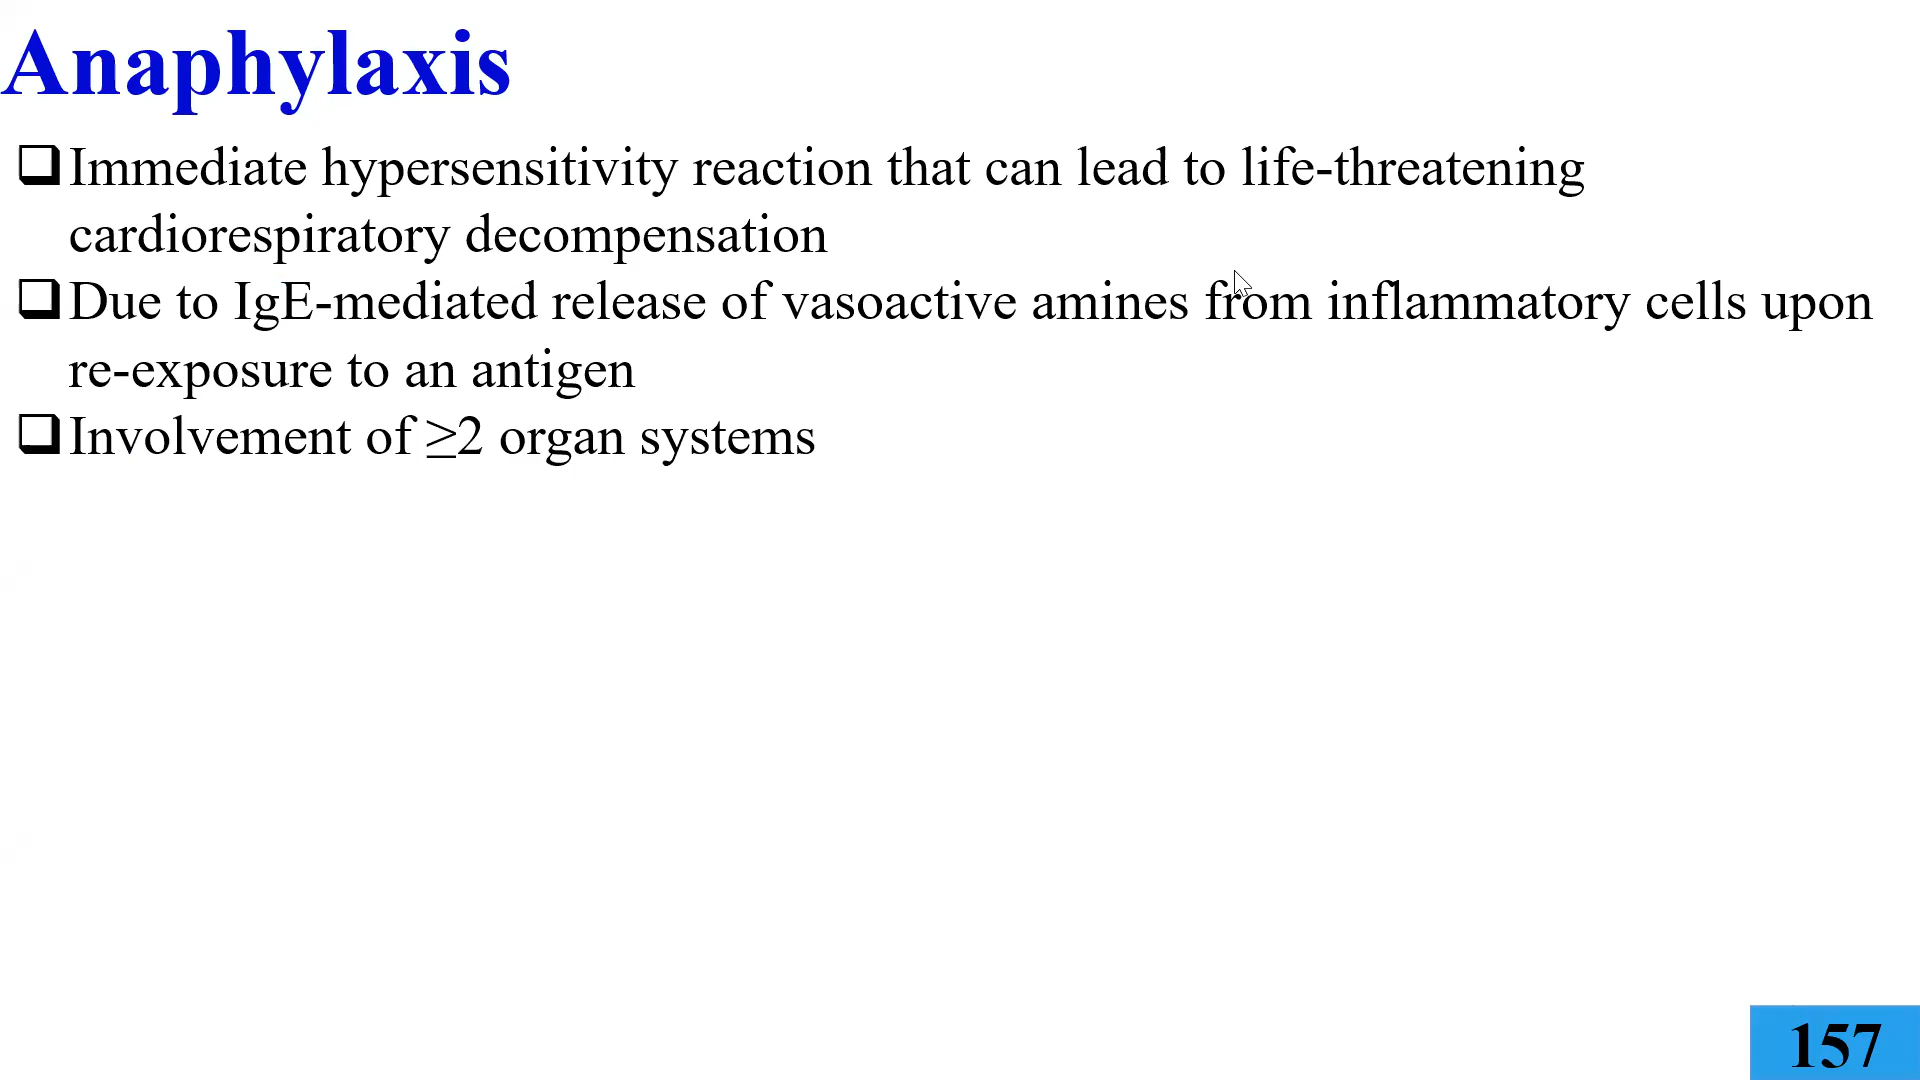 Anaphylaxis
❑Immediate hypersensitivity reaction that can lead to life-threatening
cardiorespiratory decompensation
❑Due to IgE-mediated release of vasoactive amines from inflammatory cells upon
re-exposure to an antigen
❑Involvement of ≥2 organ systems
157